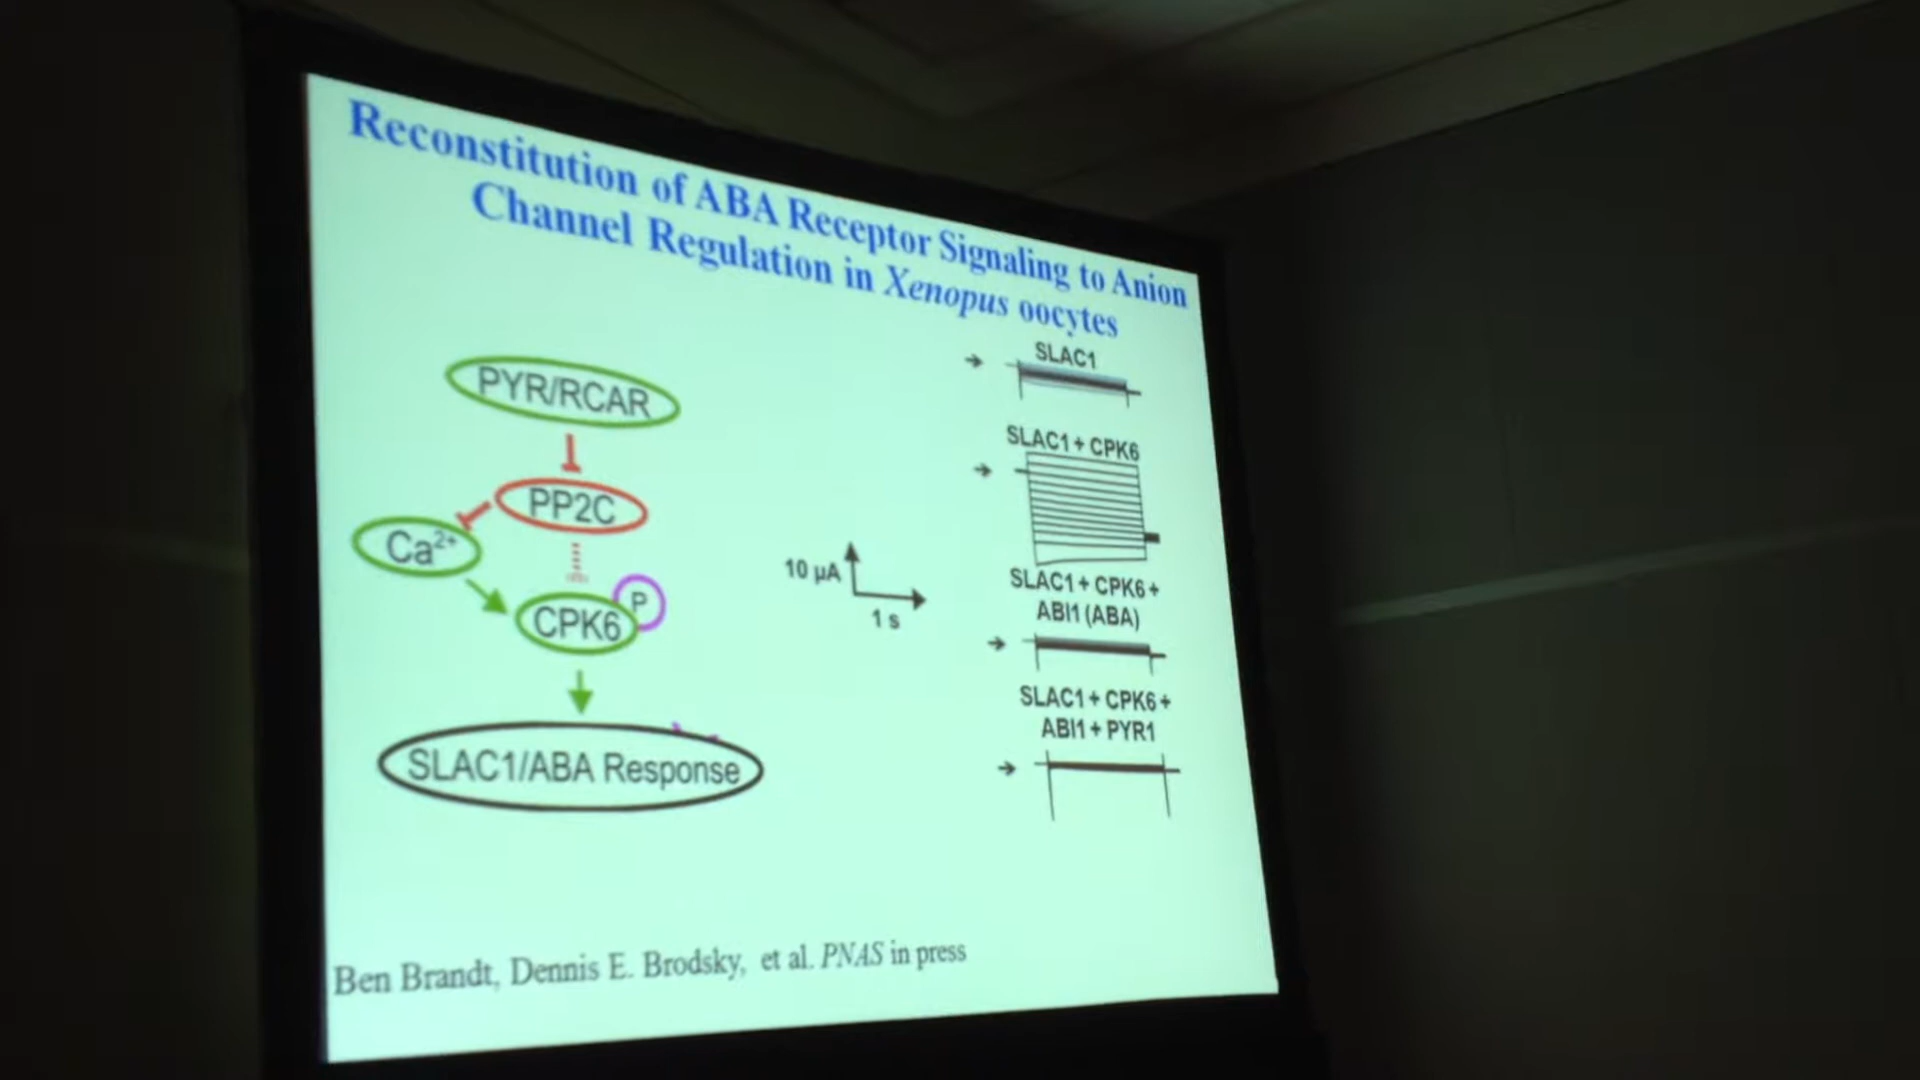 Reconstitution of ABA Receptor Signaling to Anion
Channel Regulation in Xenopus oocytes
PYR/RCAR
PP2C
Ca²⁺
CPK6
P
SLAC1/ABA Response
10 µA
1 s
SLAC1
SLAC1 + CPK6
SLAC1 + CPK6 +
ABI1 (ABA)
SLAC1 + CPK6 +
ABI1 + PYR1
Ben Brandt, Dennis E. Brodsky, et al. PNAS in press